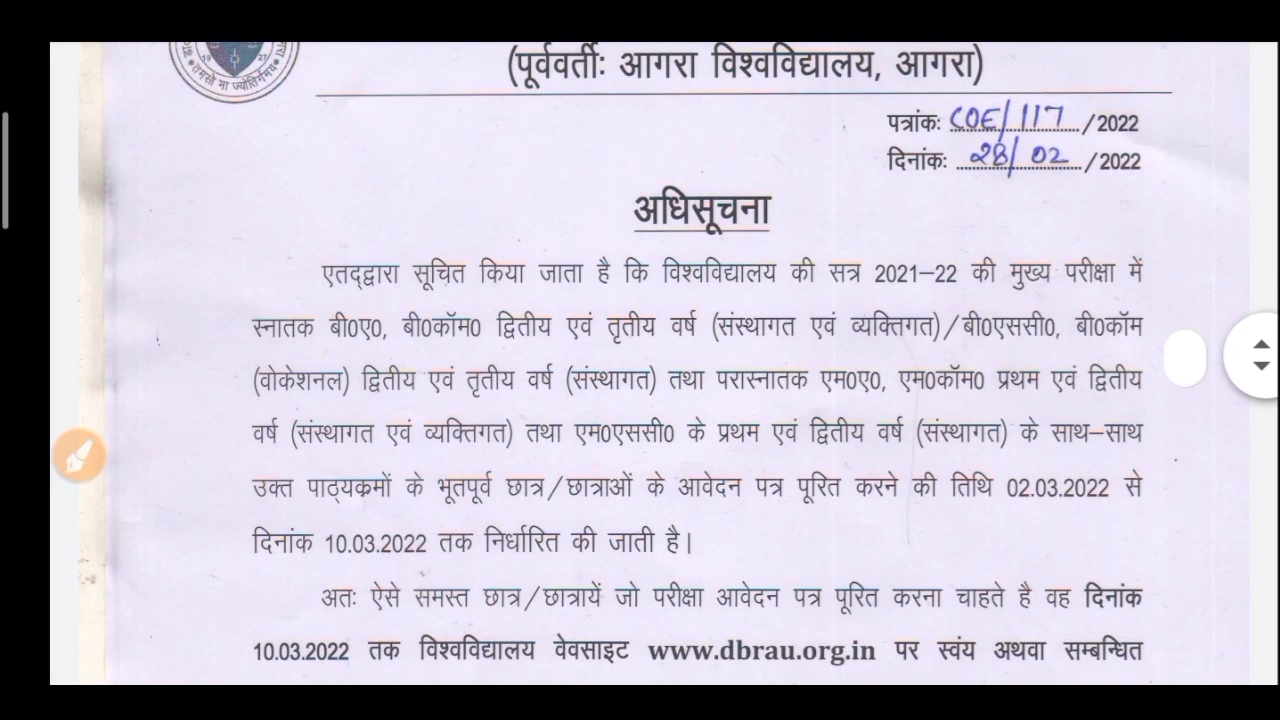 तमसो मा ज्योतिर्गमय
(पूर्ववर्तीः आगरा विश्वविद्यालय, आगरा)
पत्रांकः COE/117/2022
दिनांकः 28/02/2022
अधिसूचना
एतद्द्वारा सूचित किया जाता है कि विश्वविद्यालय की सत्र 2021–22 की मुख्य परीक्षा में
स्नातक बी0ए0, बी0कॉम0 द्वितीय एवं तृतीय वर्ष (संस्थागत एवं व्यक्तिगत)/बी0एससी0, बी0कॉम
(वोकेशनल) द्वितीय एवं तृतीय वर्ष (संस्थागत) तथा परास्नातक एम0ए0, एम0कॉम0 प्रथम एवं द्वितीय
वर्ष (संस्थागत एवं व्यक्तिगत) तथा एम0एससी0 के प्रथम एवं द्वितीय वर्ष (संस्थागत) के साथ–साथ
उक्त पाठ्यक्रमों के भूतपूर्व छात्र/छात्राओं के आवेदन पत्र पूरित करने की तिथि 02.03.2022 से
दिनांक 10.03.2022 तक निर्धारित की जाती है।
अतः ऐसे समस्त छात्र/छात्रायें जो परीक्षा आवेदन पत्र पूरित करना चाहते है वह दिनांक
10.03.2022 तक विश्वविद्यालय वेवसाइट www.dbrau.org.in पर स्वंय अथवा सम्बन्धित